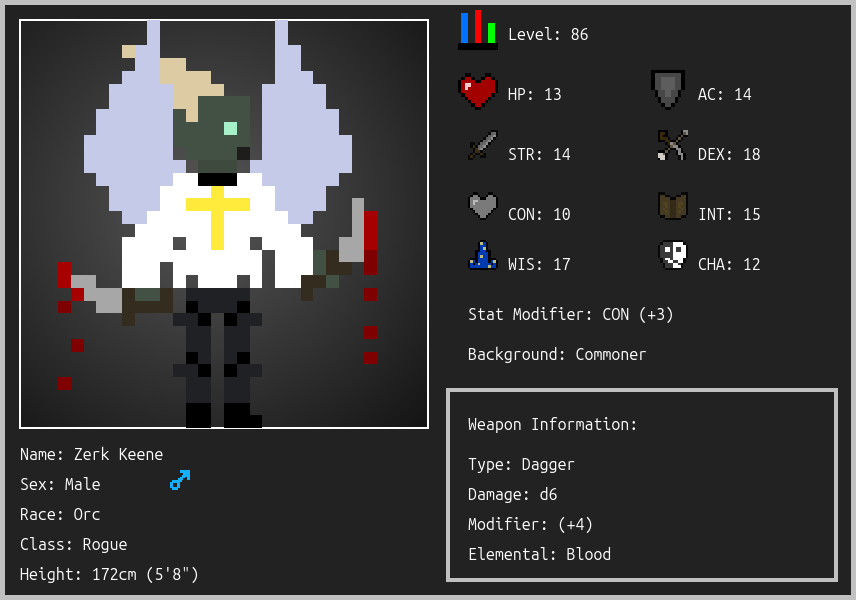 Level: 86
HP: 13
AC: 14
STR: 14
DEX: 18
CON: 10
INT: 15
WIS: 17
CHA: 12
Stat Modifier: CON (+3)
Background: Commoner
Weapon Information:
Type: Dagger
Damage: d6
Modifier: (+4)
Elemental: Blood
Name: Zerk Keene
Sex: Male
Race: Orc
Class: Rogue
Height: 172cm (5'8")